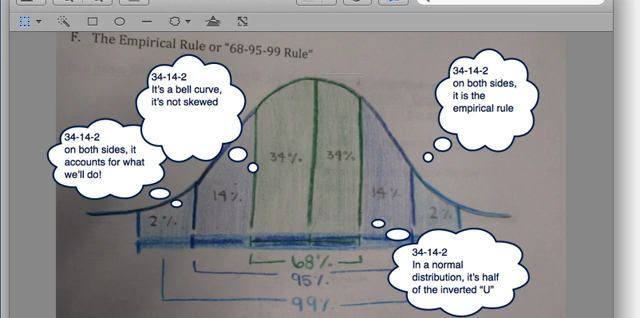 F. The Empirical Rule or "68-95-99 Rule"
34-14-2
It's a bell curve,
it's not skewed
34-14-2
on both sides,
it is the
empirical rule
34-14-2
on both sides, it
accounts for what
we'll do!
34%
34%
14%
14%
2%
2%
34-14-2
In a normal
distribution, it's half
of the inverted "U"
68%
95%
99%